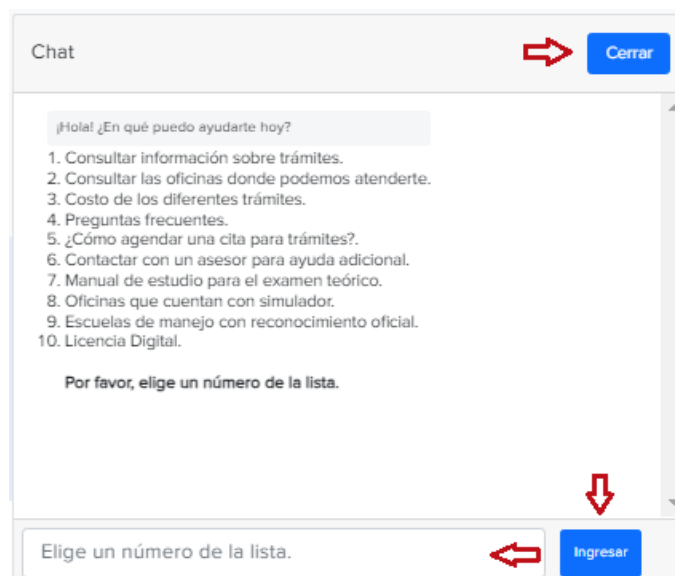 Chat
Cerrar
¡Hola! ¿En qué puedo ayudarte hoy?
1. Consultar información sobre trámites.
2. Consultar las oficinas donde podemos atenderte.
3. Costo de los diferentes trámites.
4. Preguntas frecuentes.
5. ¿Cómo agendar una cita para trámites?.
6. Contactar con un asesor para ayuda adicional.
7. Manual de estudio para el examen teórico.
8. Oficinas que cuentan con simulador.
9. Escuelas de manejo con reconocimiento oficial.
10. Licencia Digital.
Por favor, elige un número de la lista.
Elige un número de la lista.
Ingresar